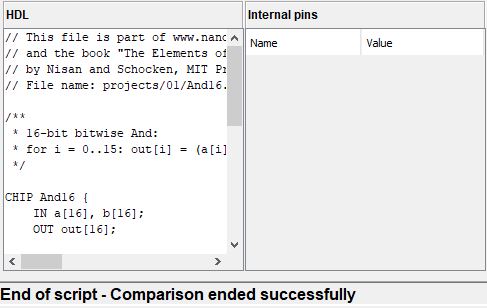 HDL
// This file is part of www.nand
// and the book "The Elements of
// by Nisan and Schocken, MIT Pr
// File name: projects/01/And16.
/**
* 16-bit bitwise And:
* for i = 0..15: out[i] = (a[i]
*/
CHIP And16 {
IN a[16], b[16];
OUT out[16];
Internal pins
Name Value
End of script - Comparison ended successfully